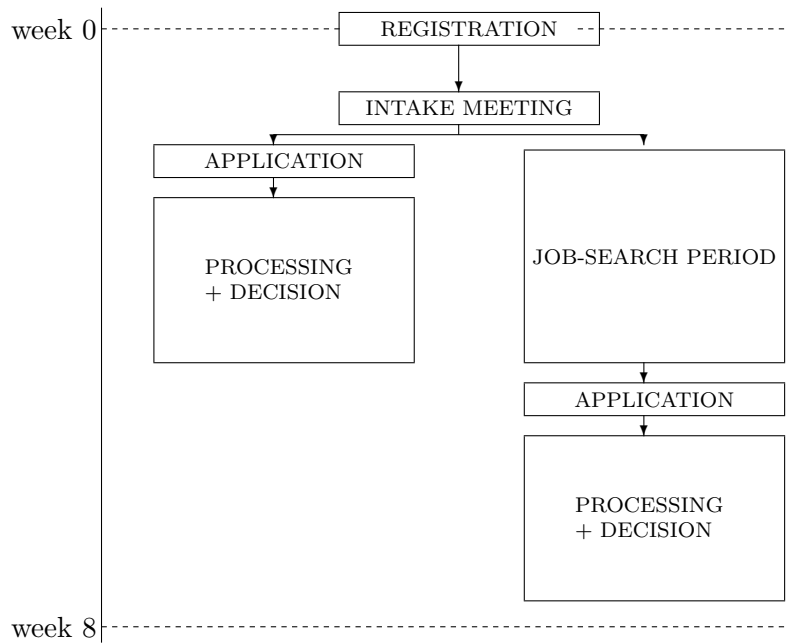 week 0
REGISTRATION
INTAKE MEETING
APPLICATION
PROCESSING
+ DECISION
JOB-SEARCH PERIOD
APPLICATION
PROCESSING
+ DECISION
week 8